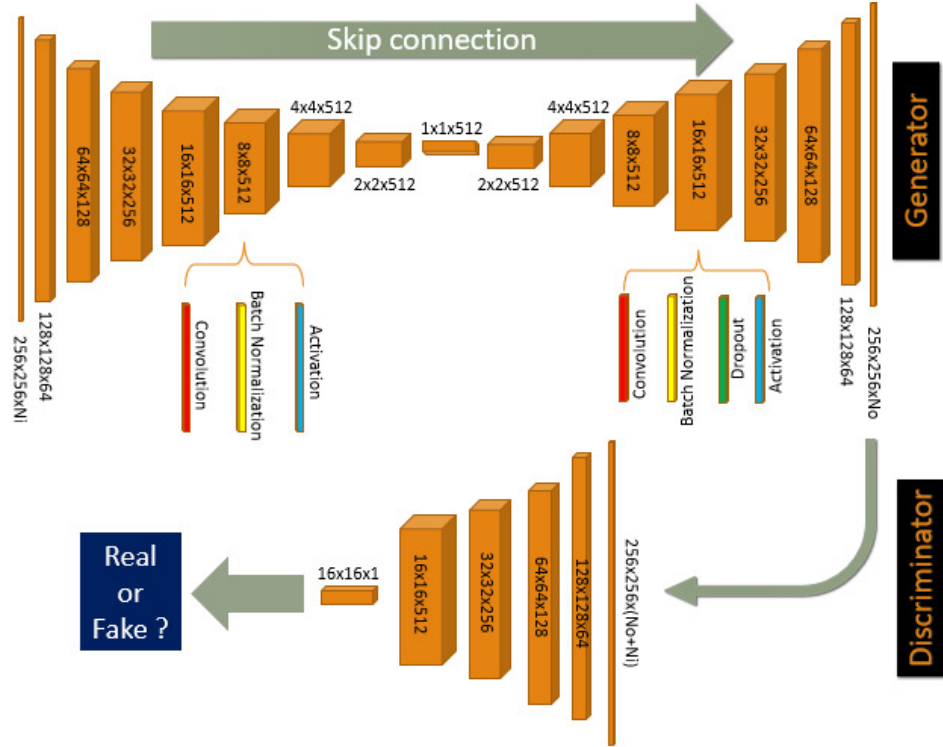 Skip connection
Generator
256x256xNi
128x128x64
64x64x128
32x32x256
16x16x512
8x8x512
4x4x512
2x2x512
1x1x512
2x2x512
4x4x512
8x8x512
16x16x512
32x32x256
64x64x128
128x128x64
256x256xNo
Convolution
Batch Normalization
Activation
Convolution
Batch Normalization
Dropout
Activation
Discriminator
Real
or
Fake ?
16x16x1
16x16x512
32x32x256
64x64x128
128x128x64
256x256x(No+Ni)